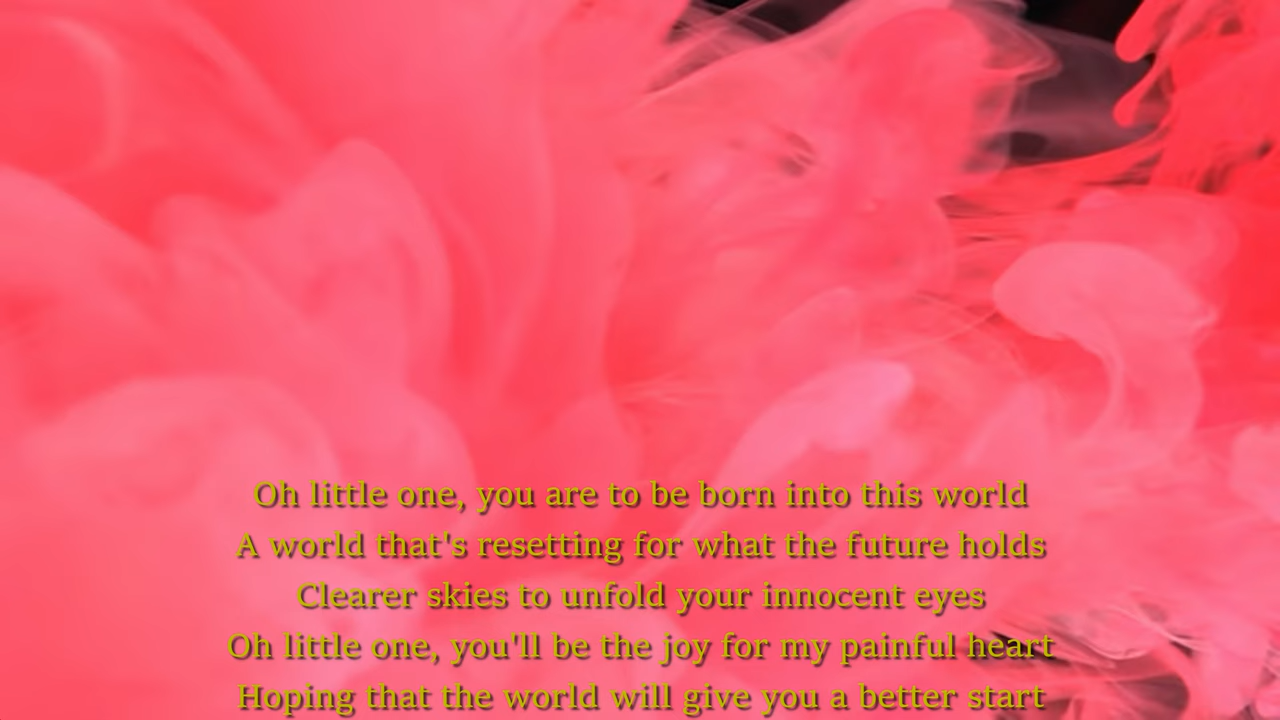 Oh little one, you are to be born into this world
A world that's resetting for what the future holds
Clearer skies to unfold your innocent eyes
Oh little one, you'll be the joy for my painful heart
Hoping that the world will give you a better start